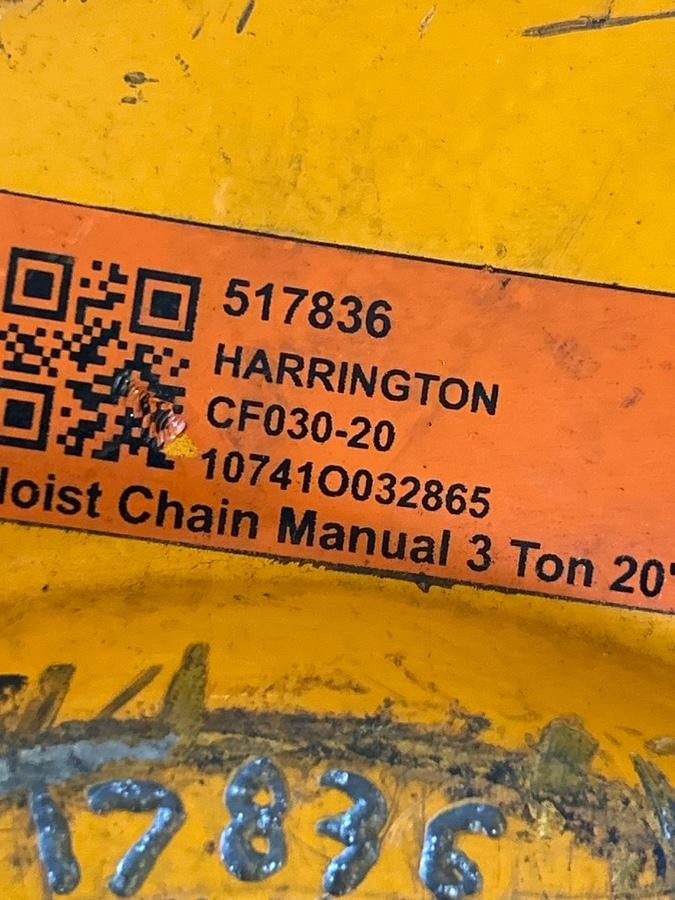 517836
HARRINGTON
CF030-20
10741O032865
Hoist Chain Manual 3 Ton 20'
17836